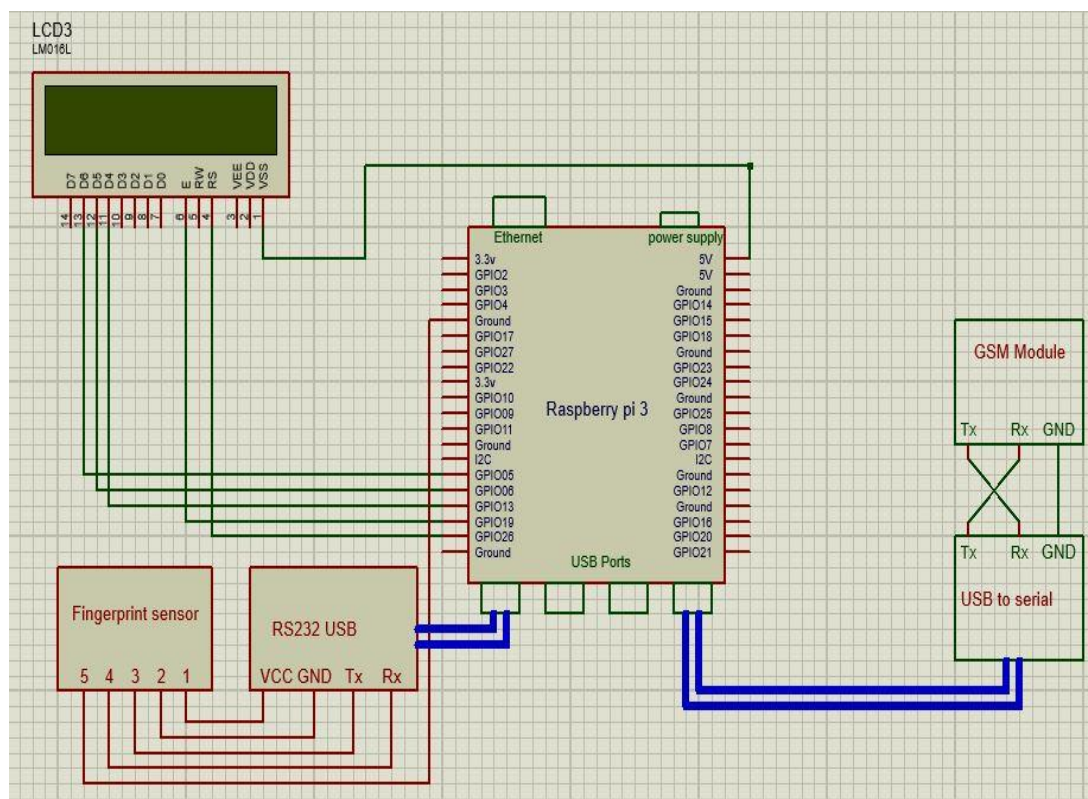 LCD3
LM016L
D7 D6 D5 D4 D3 D2 D1 D0 E RW RS VEE VDD VSS
14 13 12 11 10 9 8 7 6 5 4 3 2 1
Ethernet power supply
3.3v 5V
GPIO2 5V
GPIO3 Ground
GPIO4 GPIO14
Ground GPIO15
GPIO17 GPIO18
GPIO27 Ground
GPIO22 GPIO23
3.3v GPIO24
GPIO10 Ground
GPIO09 GPIO25
GPIO11 GPIO8
Ground GPIO7
I2C I2C
GPIO05 Ground
GPIO06 GPIO12
GPIO13 Ground
GPIO19 GPIO16
GPIO26 GPIO20
Ground GPIO21
Raspberry pi 3
USB Ports
GSM Module
Tx Rx GND
Tx Rx GND
USB to serial
Fingerprint sensor
5 4 3 2 1
RS232 USB
VCC GND Tx Rx